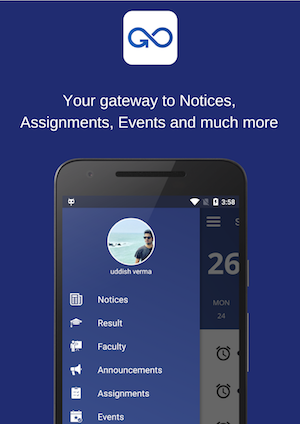 GO
Your gateway to Notices,
Assignments, Events and much more
3:58
uddish verma
S
26
MON
24
Notices
Result
Faculty
Announcements
Assignments
Events